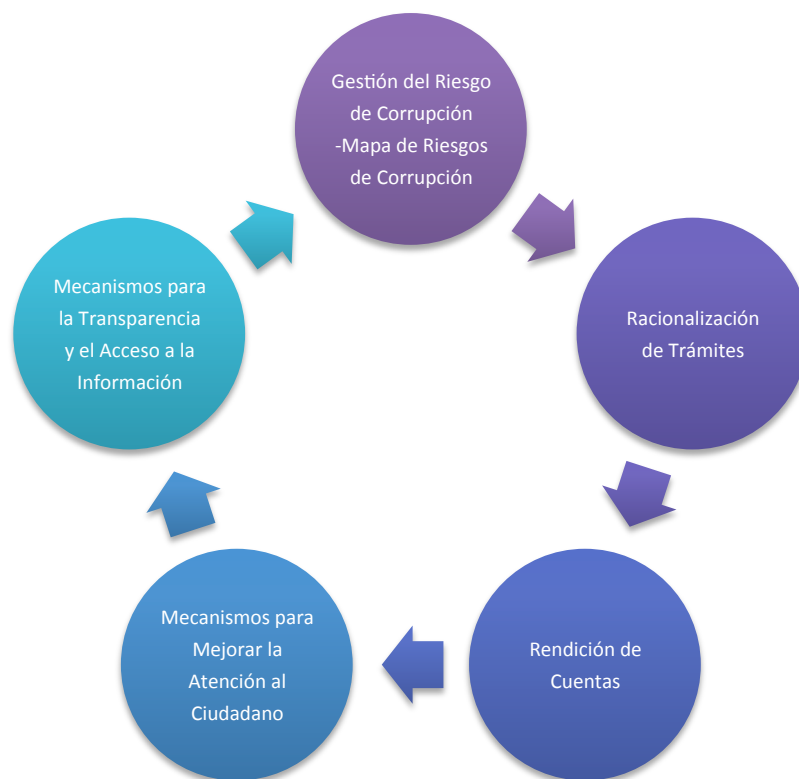 Gestión del Riesgo
de Corrupción
-Mapa de Riesgos
de Corrupción
Racionalización
de Trámites
Rendición de
Cuentas
Mecanismos para
Mejorar la
Atención al
Ciudadano
Mecanismos para
la Transparencia
y el Acceso a la
Información